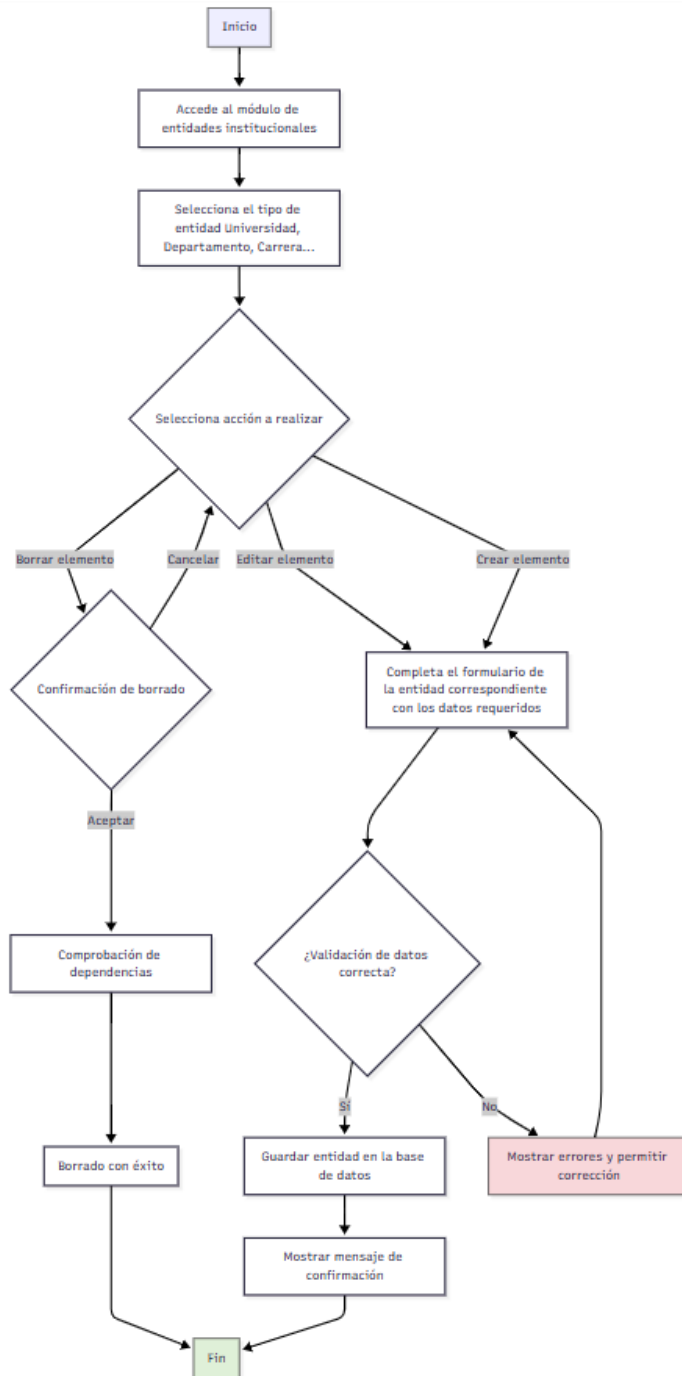 Inicio
Accede al módulo de
entidades institucionales
Selecciona el tipo de
entidad Universidad,
Departamento, Carrera...
Selecciona acción a realizar
Borrar elemento
Cancelar
Editar elemento
Crear elemento
Confirmación de borrado
Completa el formulario de
la entidad correspondiente
con los datos requeridos
Aceptar
Comprobación de
dependencias
¿Validación de datos
correcta?
Sí
No
Borrado con éxito
Guardar entidad en la base
de datos
Mostrar errores y permitir
corrección
Mostrar mensaje de
confirmación
Fin